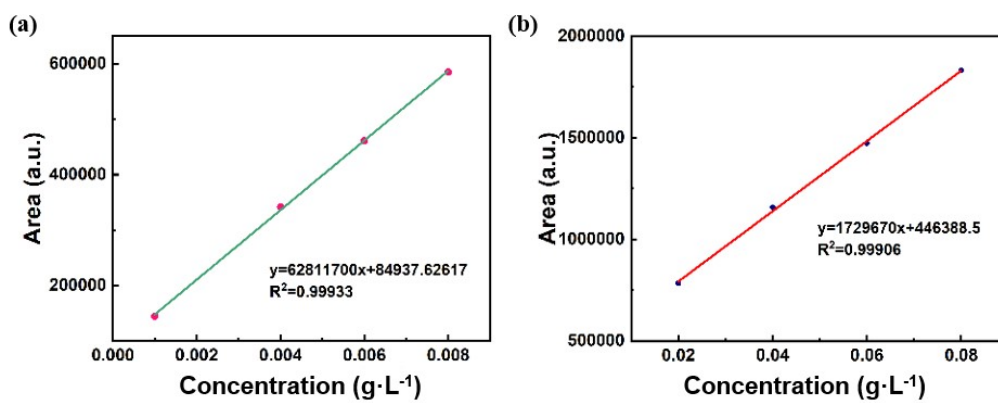 (a)
600000
400000
200000
0.000
0.002
0.004
0.006
0.008
Area (a.u.)
Concentration (g·L⁻¹)
y=62811700x+84937.62617
R²=0.99933
(b)
2000000
1500000
1000000
500000
0.02
0.04
0.06
0.08
Area (a.u.)
Concentration (g·L⁻¹)
y=1729670x+446388.5
R²=0.99906